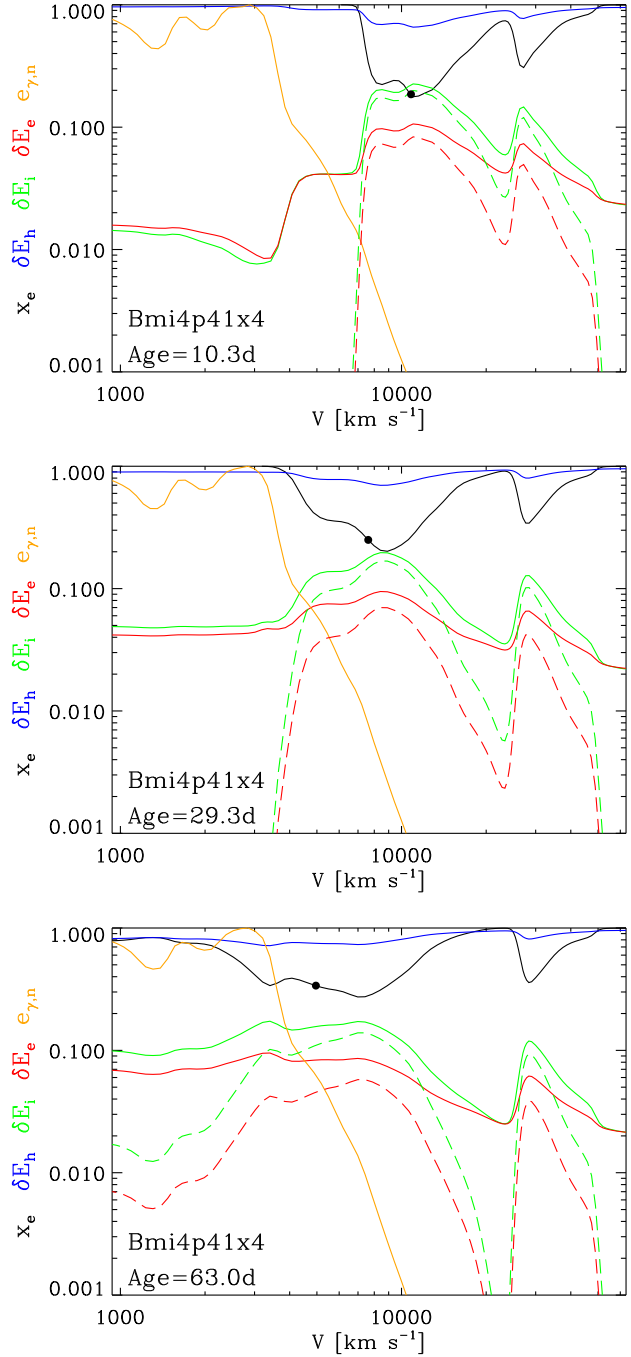 x_e δE_h δE_i δE_e e_γ,n
1.000
0.100
0.010
0.001
Bmi4p41x4
Age=10.3d
1000 10000
V [km s⁻¹]
x_e δE_h δE_i δE_e e_γ,n
1.000
0.100
0.010
0.001
Bmi4p41x4
Age=29.3d
1000 10000
V [km s⁻¹]
x_e δE_h δE_i δE_e e_γ,n
1.000
0.100
0.010
0.001
Bmi4p41x4
Age=63.0d
1000 10000
V [km s⁻¹]